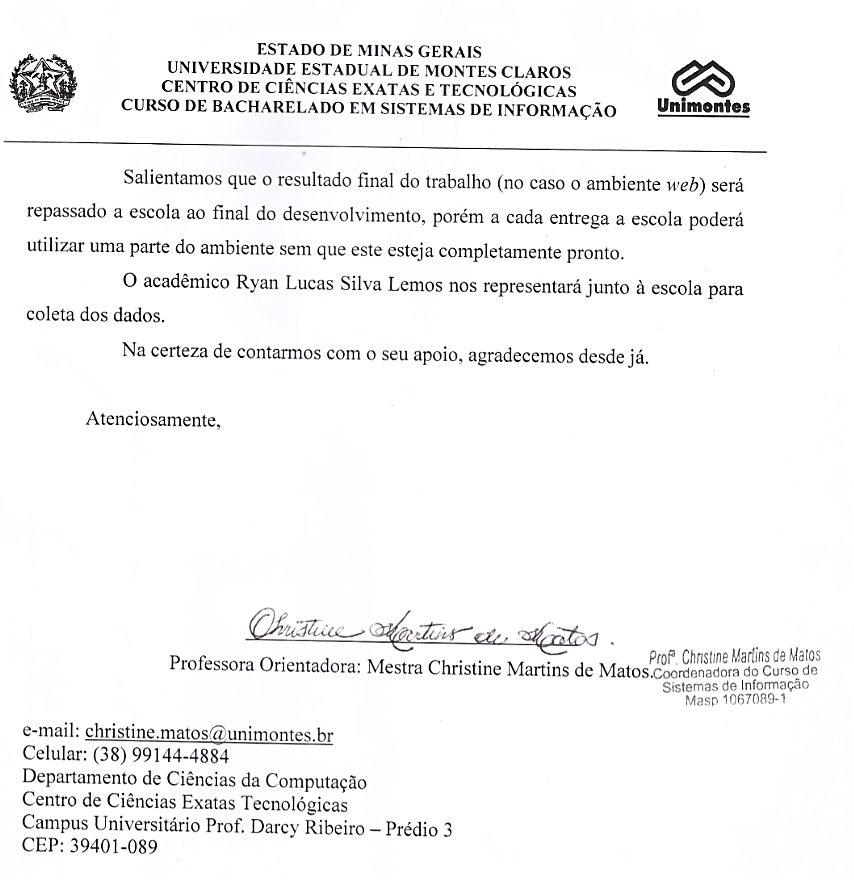 ESTADO DE MINAS GERAIS
UNIVERSIDADE ESTADUAL DE MONTES CLAROS
CENTRO DE CIÊNCIAS EXATAS E TECNOLÓGICAS
CURSO DE BACHARELADO EM SISTEMAS DE INFORMAÇÃO
Unimontes
Salientamos que o resultado final do trabalho (no caso o ambiente web) será
repassado a escola ao final do desenvolvimento, porém a cada entrega a escola poderá
utilizar uma parte do ambiente sem que este esteja completamente pronto.
O acadêmico Ryan Lucas Silva Lemos nos representará junto à escola para
coleta dos dados.
Na certeza de contarmos com o seu apoio, agradecemos desde já.
Atenciosamente,
Christine Martins de Matos.
Professora Orientadora: Mestra Christine Martins de Matos.
Profª. Christine Martins de Matos
Coordenadora do Curso de
Sistemas de Informação
Masp 1067089-1
e-mail: christine.matos@unimontes.br
Celular: (38) 99144-4884
Departamento de Ciências da Computação
Centro de Ciências Exatas Tecnológicas
Campus Universitário Prof. Darcy Ribeiro – Prédio 3
CEP: 39401-089